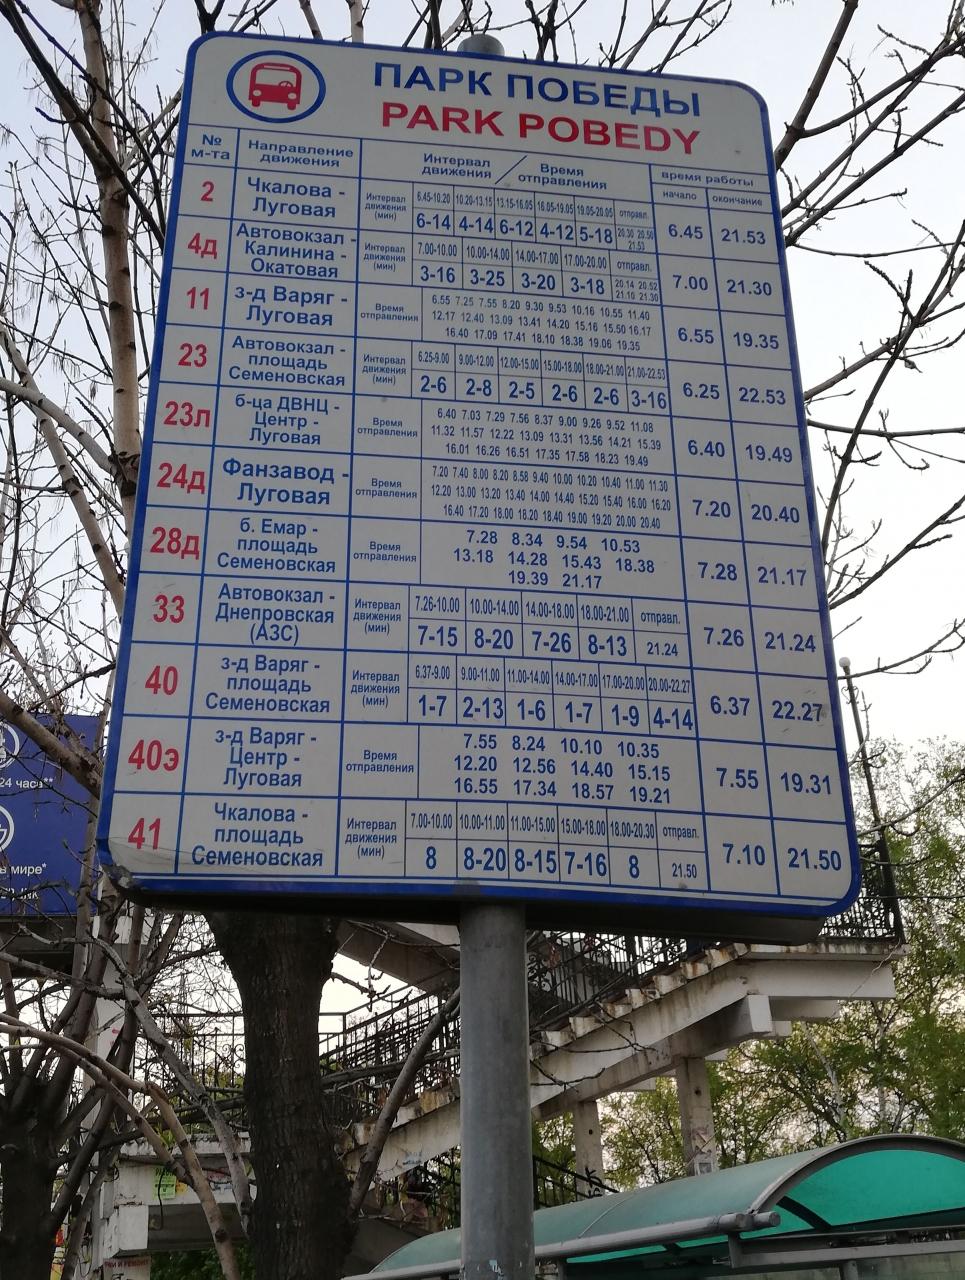 ПАРК ПОБЕДЫ
PARK POBEDY
№ м-та Направление движения Интервал движения / Время отправления время работы начало окончание
2 Чкалова - Луговая Интервал движения (мин) 6.45-10.20 10.20-13.15 13.15-16.05 16.05-19.05 19.05-20.05 отправл.
6-14 4-14 6-12 4-12 5-18 20.30 20.50 21.53 6.45 21.53
4д Автовокзал - Калинина - Окатовая Интервал движения (мин) 7.00-10.00 10.00-14.00 14.00-17.00 17.00-20.00 отправл.
3-16 3-25 3-20 3-18 20.14 20.52 21.10 21.30 7.00 21.30
11 з-д Варяг - Луговая Время отправления 6.55 7.25 7.55 8.20 9.30 9.53 10.16 10.55 11.40
12.17 12.40 13.09 13.41 14.20 15.16 15.50 16.17
16.40 17.09 17.41 18.10 18.38 19.06 19.35 6.55 19.35
23 Автовокзал - площадь Семеновская Интервал движения (мин) 6.25-9.00 9.00-12.00 12.00-15.00 15.00-18.00 18.00-21.00 21.00-22.53
2-6 2-8 2-5 2-6 2-6 3-16 6.25 22.53
23л б-ца ДВНЦ - Центр - Луговая Время отправления 6.40 7.03 7.29 7.56 8.37 9.00 9.26 9.52 11.08
11.32 11.57 12.22 13.09 13.31 13.56 14.21 15.39
16.01 16.26 16.51 17.35 17.58 18.23 19.49 6.40 19.49
24д Фанзавод - Луговая Время отправления 7.20 7.40 8.00 8.20 8.58 9.40 10.00 10.20 10.40 11.00 11.30
12.20 13.00 13.20 13.40 14.00 14.40 15.20 15.40 16.00 16.20
16.40 17.20 18.00 18.20 18.40 19.00 19.20 20.00 20.40 7.20 20.40
28д б. Емар - площадь Семеновская Время отправления 7.28 8.34 9.54 10.53
13.18 14.28 15.43 18.38
19.39 21.17 7.28 21.17
33 Автовокзал - Днепровская (АЗС) Интервал движения (мин) 7.26-10.00 10.00-14.00 14.00-18.00 18.00-21.00 отправл.
7-15 8-20 7-26 8-13 21.24 7.26 21.24
40 з-д Варяг - площадь Семеновская Интервал движения (мин) 6.37-9.00 9.00-11.00 11.00-14.00 14.00-17.00 17.00-20.00 20.00-22.27
1-7 2-13 1-6 1-7 1-9 4-14 6.37 22.27
40э з-д Варяг - Центр - Луговая Время отправления 7.55 8.24 10.10 10.35
12.20 12.56 14.40 15.15
16.55 17.34 18.57 19.21 7.55 19.31
41 Чкалова - площадь Семеновская Интервал движения (мин) 7.00-10.00 10.00-11.00 11.00-15.00 15.00-18.00 18.00-20.30 отправл.
8 8-20 8-15 7-16 8 21.50 7.10 21.50
24 часа**
мире*